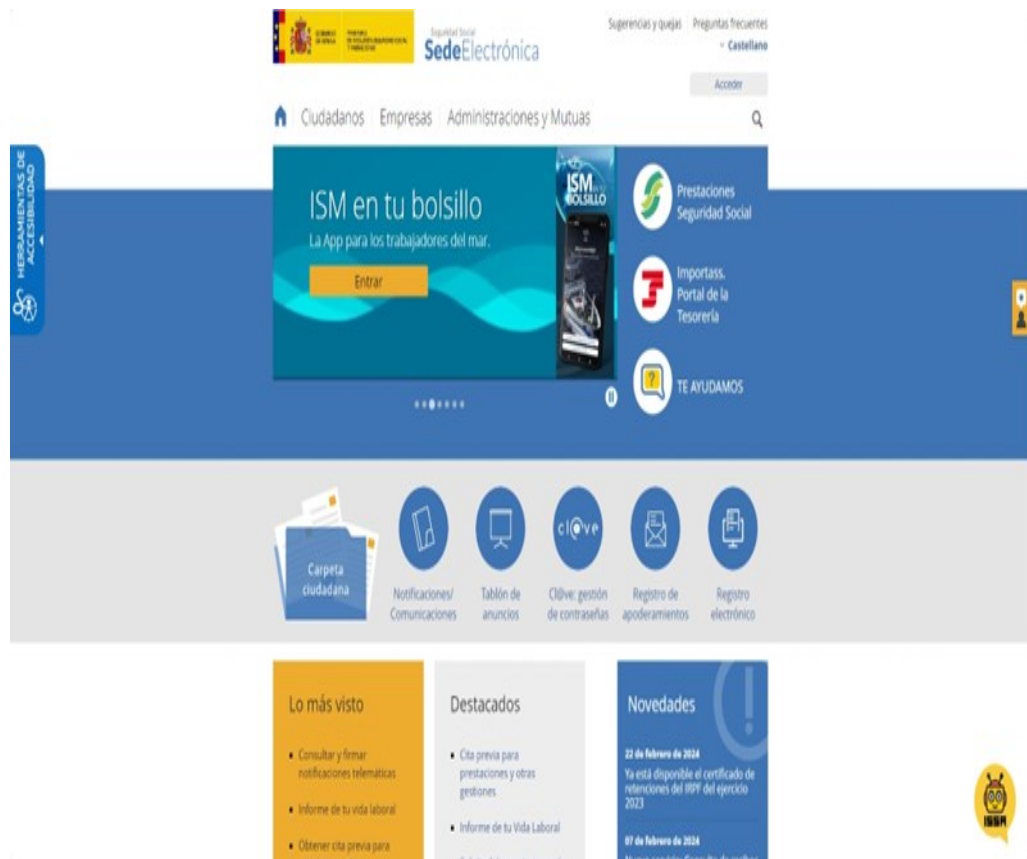 Seguridad Social
SedeElectrónica
Sugerencias y quejas
Preguntas frecuentes
Castellano
Acceder
Ciudadanos
Empresas
Administraciones y Mutuas
HERRAMIENTAS DE
ACCESIBILIDAD
ISM en tu bolsillo
La App para los trabajadores del mar.
Entrar
ISM en tu
BOLSILLO
Prestaciones
Seguridad Social
Importass.
Portal de la
Tesorería
TE AYUDAMOS
Carpeta
ciudadana
Notificaciones/
Comunicaciones
Tablón de
anuncios
cl@ve
Cl@ve: gestión
de contraseñas
Registro de
apoderamientos
Registro
electrónico
Lo más visto
Consultar y firmar
notificaciones telemáticas
Informe de tu vida laboral
Obtener cita previa para
Destacados
Cita previa para
prestaciones y otras
gestiones
Informe de tu Vida Laboral
Novedades
22 de febrero de 2024
Ya está disponible el certificado de
retenciones del IRPF del ejercicio
2023
07 de febrero de 2024
ISSA